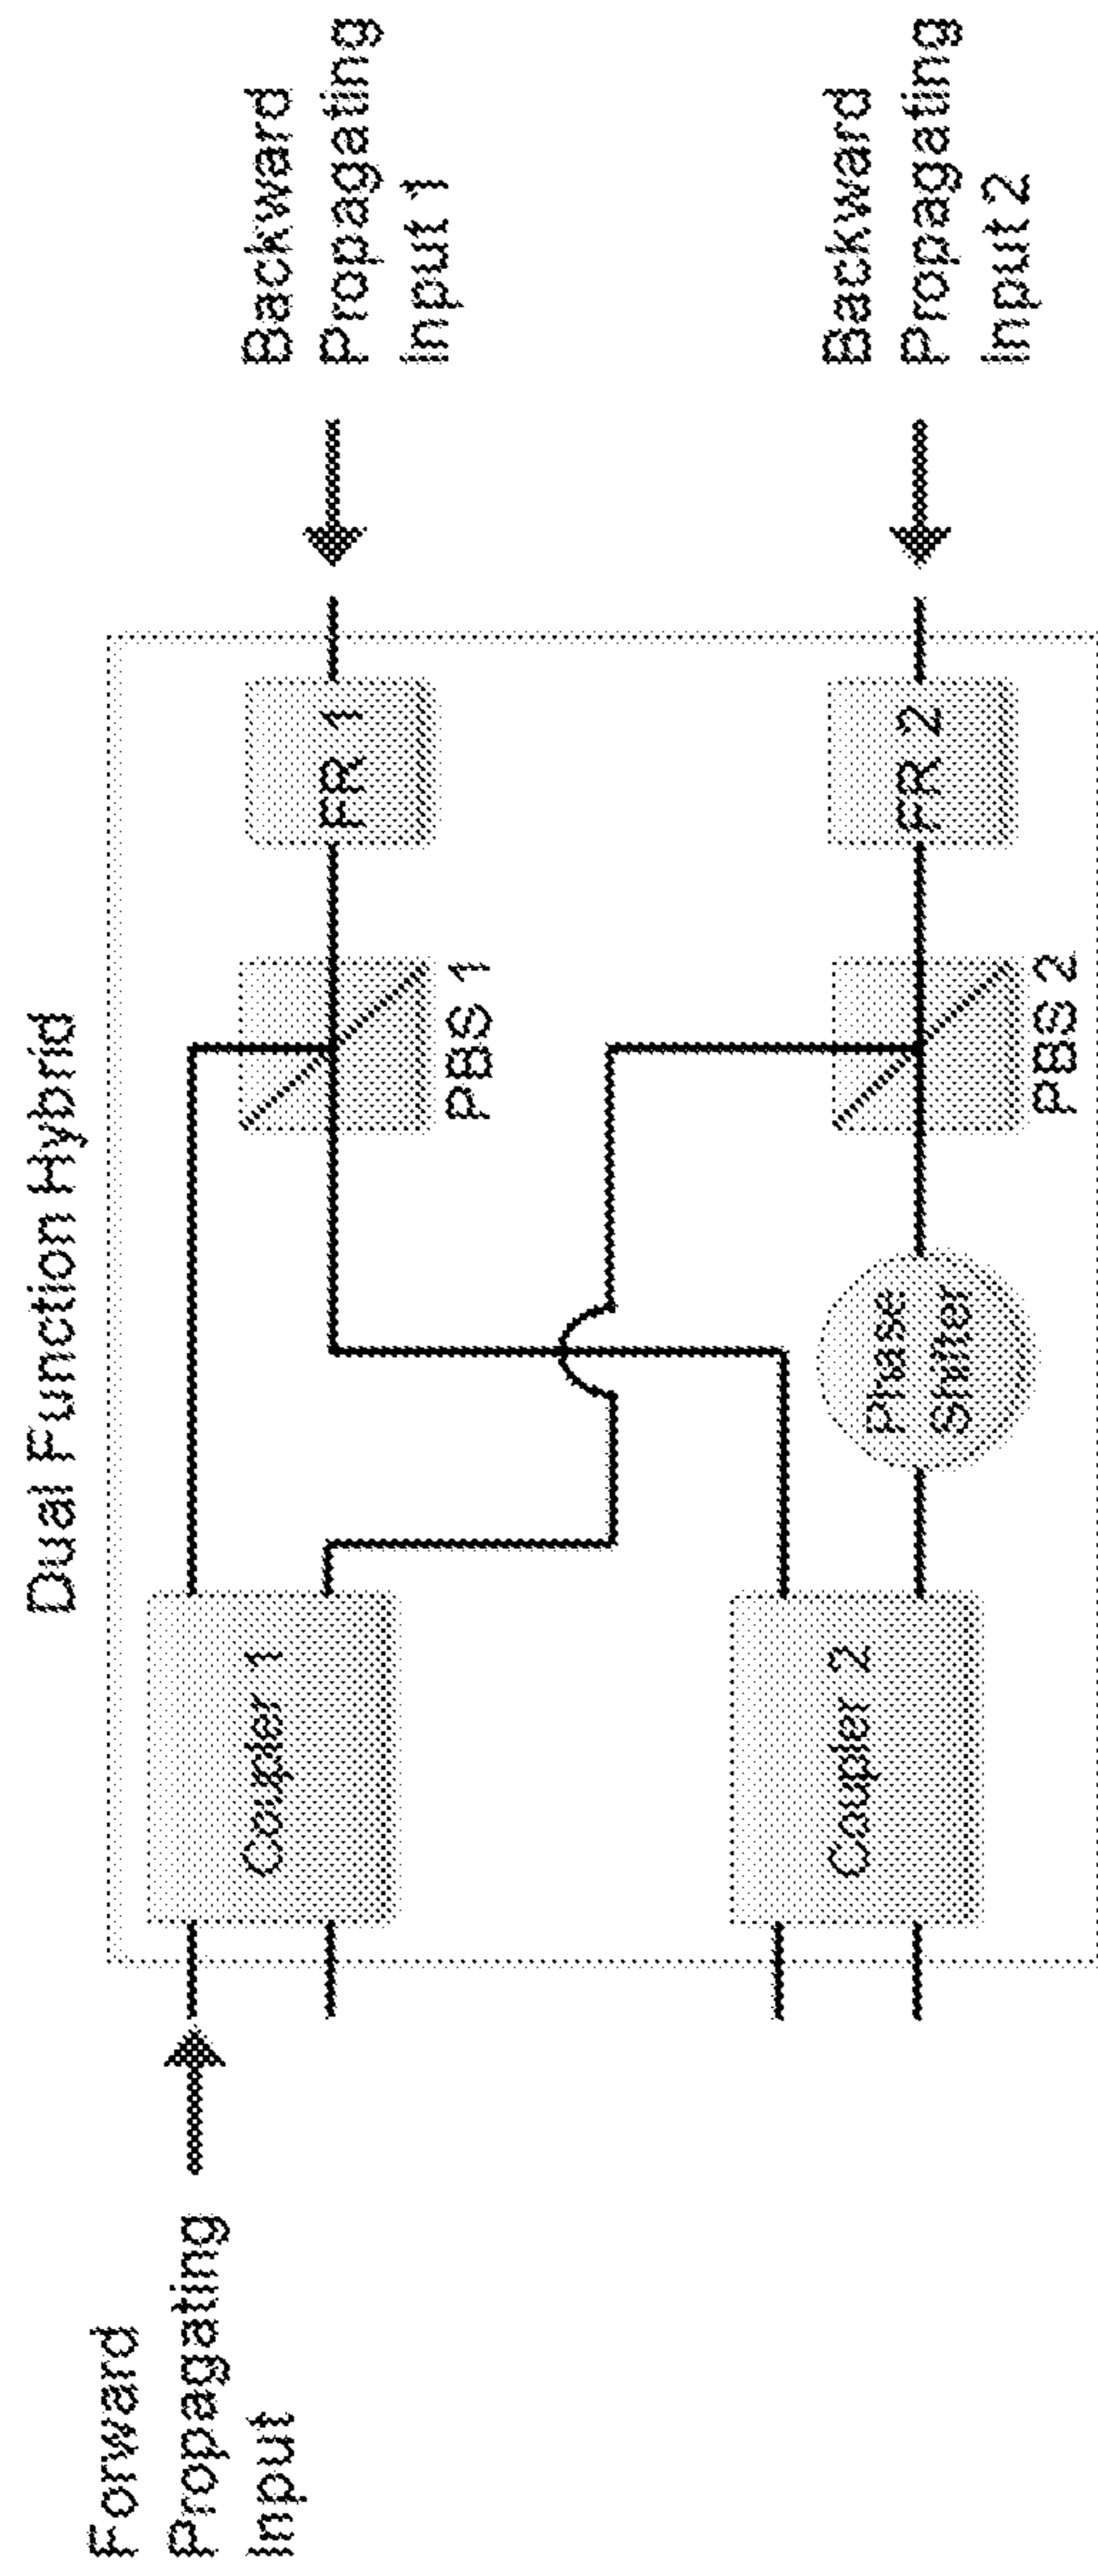 Dual Function Hybrid
Forward
Propagating
Input
Coupler 1
PBS 1
FR 1
Backward
Propagating
Input 1
Coupler 2
Phase
Shifter
PBS 2
FR 2
Backward
Propagating
Input 2